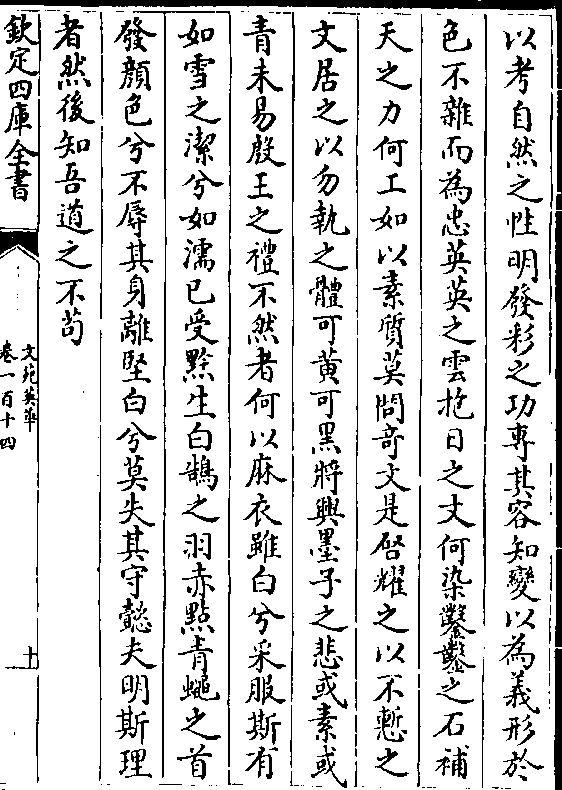 以考自然之性明發彩之功專其容知變以為義形於
色不雜而為忠英英之雲抱日之文何染鑿鑿之石補
天之力何工如以素質莫問奇文是啓耀之以不慙之
文居之以勿執之體可黄可黑將興墨子之悲或素或
青未易殷王之禮不然者何以麻衣雖白兮采服斯有
如雪之潔兮如濡已受黥生白鵠之羽赤點青蠅之首
發顔色兮不辱其身離堅白兮莫失其守懿夫明斯理
者然後知吾道之不苟
欽定四庫全書
文苑英華
卷一百十四
十